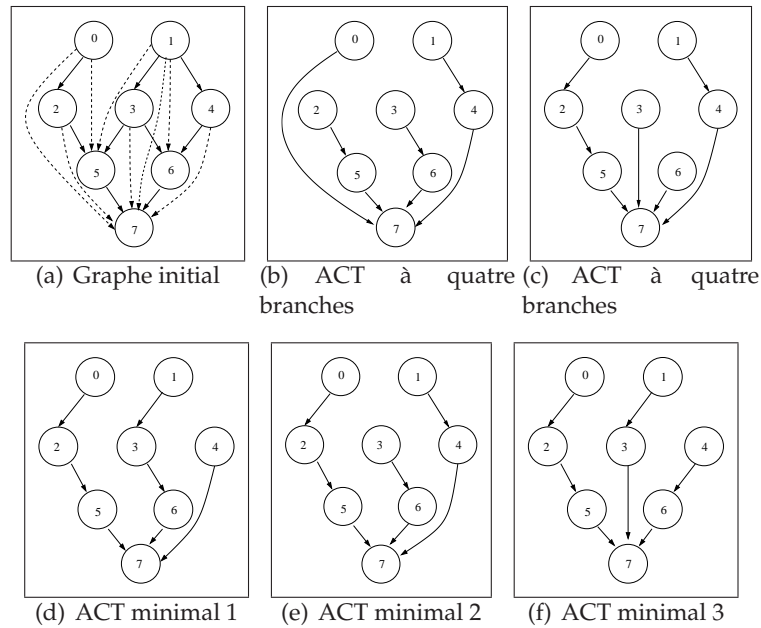 0 1
2 3 4
5 6
7
(a) Graphe initial
0 1
2 3 4
5 6
7
(b) ACT à quatre
branches
0 1
2 3 4
5 6
7
(c) ACT à quatre
branches
0 1
2 3 4
5 6
7
(d) ACT minimal 1
0 1
2 3 4
5 6
7
(e) ACT minimal 2
0 1
2 3 4
5 6
7
(f) ACT minimal 3